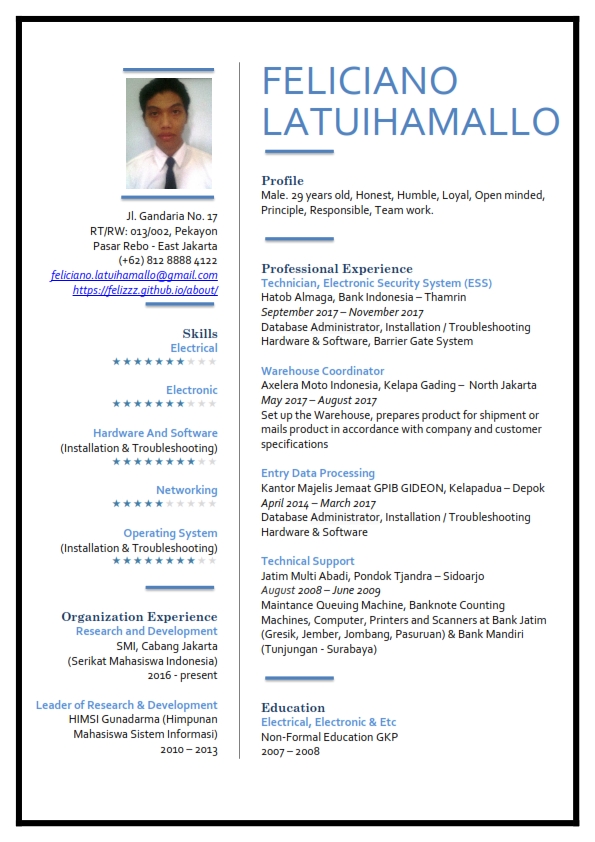 FELICIANO
LATUIHAMALLO
Jl. Gandaria No. 17
RT/RW: 013/002, Pekayon
Pasar Rebo - East Jakarta
(+62) 812 8888 4122
feliciano.latuihamallo@gmail.com
https://felizzz.github.io/about/
Skills
Electrical
★★★★★★★★★★
Electronic
★★★★★★★★★★
Hardware And Software
(Installation & Troubleshooting)
★★★★★★★★★★
Networking
★★★★★★★★★★
Operating System
(Installation & Troubleshooting)
★★★★★★★★★★
Organization Experience
Research and Development
SMI, Cabang Jakarta
(Serikat Mahasiswa Indonesia)
2016 - present
Leader of Research & Development
HIMSI Gunadarma (Himpunan
Mahasiswa Sistem Informasi)
2010 – 2013
Profile
Male. 29 years old, Honest, Humble, Loyal, Open minded,
Principle, Responsible, Team work.
Professional Experience
Technician, Electronic Security System (ESS)
Hatob Almaga, Bank Indonesia – Thamrin
September 2017 – November 2017
Database Administrator, Installation / Troubleshooting
Hardware & Software, Barrier Gate System
Warehouse Coordinator
Axelera Moto Indonesia, Kelapa Gading – North Jakarta
May 2017 – August 2017
Set up the Warehouse, prepares product for shipment or
mails product in accordance with company and customer
specifications
Entry Data Processing
Kantor Majelis Jemaat GPIB GIDEON, Kelapadua – Depok
April 2014 – March 2017
Database Administrator, Installation / Troubleshooting
Hardware & Software
Technical Support
Jatim Multi Abadi, Pondok Tjandra – Sidoarjo
August 2008 – June 2009
Maintance Queuing Machine, Banknote Counting
Machines, Computer, Printers and Scanners at Bank Jatim
(Gresik, Jember, Jombang, Pasuruan) & Bank Mandiri
(Tunjungan - Surabaya)
Education
Electrical, Electronic & Etc
Non-Formal Education GKP
2007 – 2008